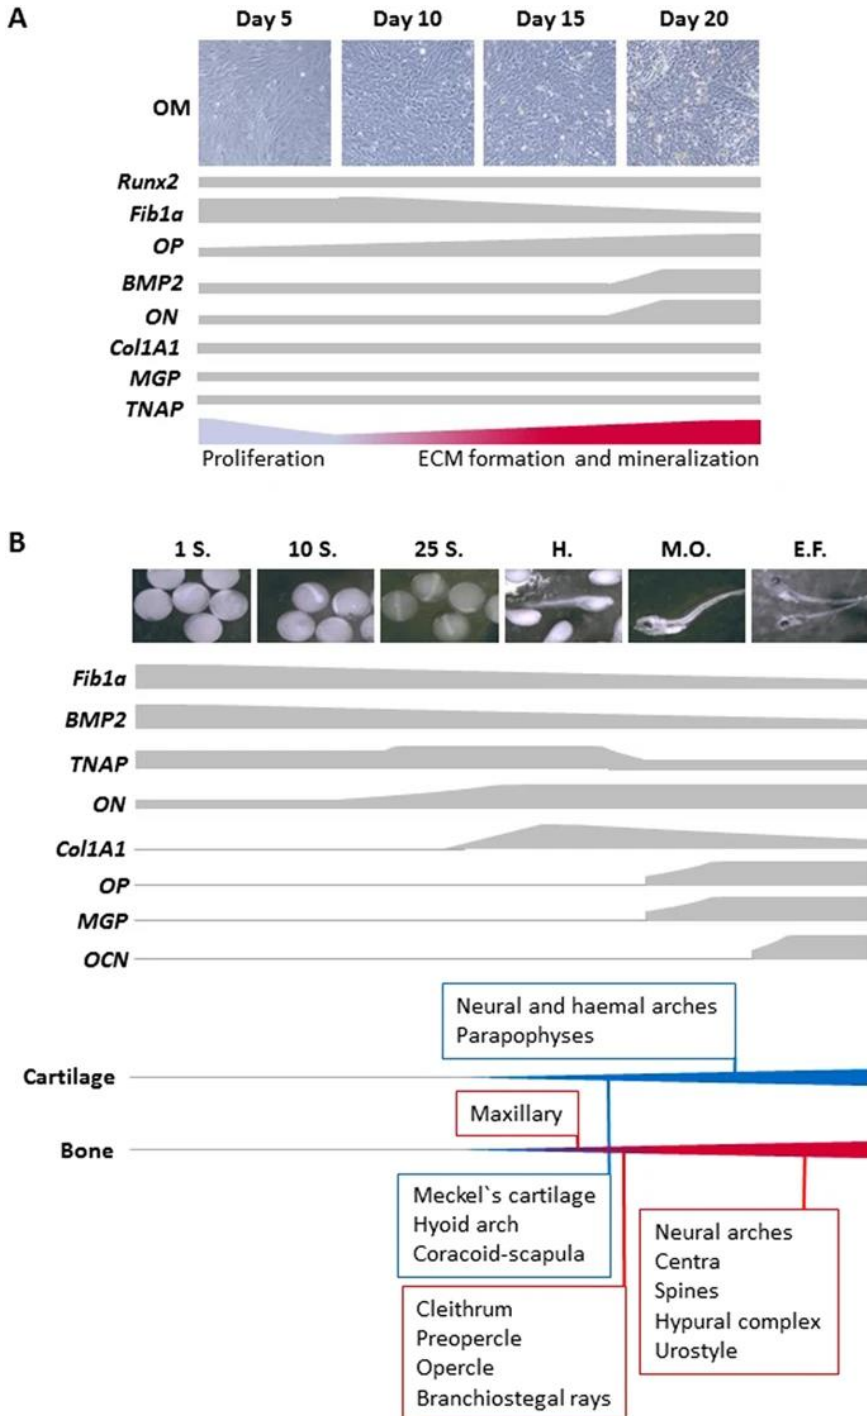 A
Day 5 Day 10 Day 15 Day 20
OM
Runx2
Fib1a
OP
BMP2
ON
Col1A1
MGP
TNAP
Proliferation ECM formation and mineralization
B
1 S. 10 S. 25 S. H. M.O. E.F.
Fib1a
BMP2
TNAP
ON
Col1A1
OP
MGP
OCN
Neural and haemal arches
Parapophyses
Cartilage
Maxillary
Bone
Meckel`s cartilage
Hyoid arch
Coracoid-scapula
Neural arches
Centra
Spines
Hypural complex
Urostyle
Cleithrum
Preopercle
Opercle
Branchiostegal rays